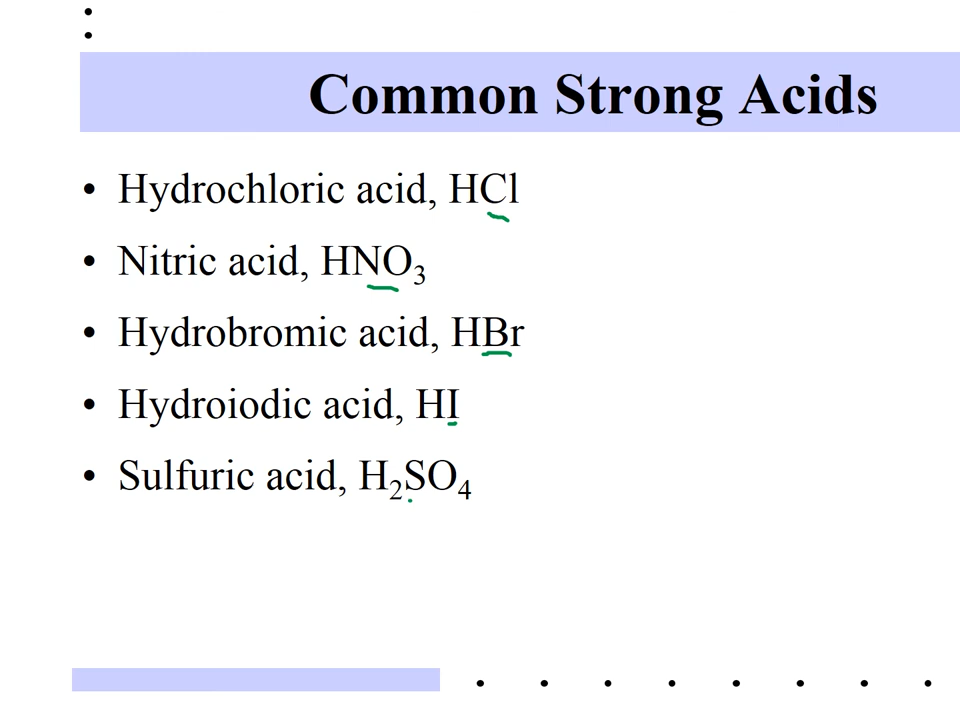 Common Strong Acids
• Hydrochloric acid, HCl
• Nitric acid, HNO₃
• Hydrobromic acid, HBr
• Hydroiodic acid, HI
• Sulfuric acid, H₂SO₄